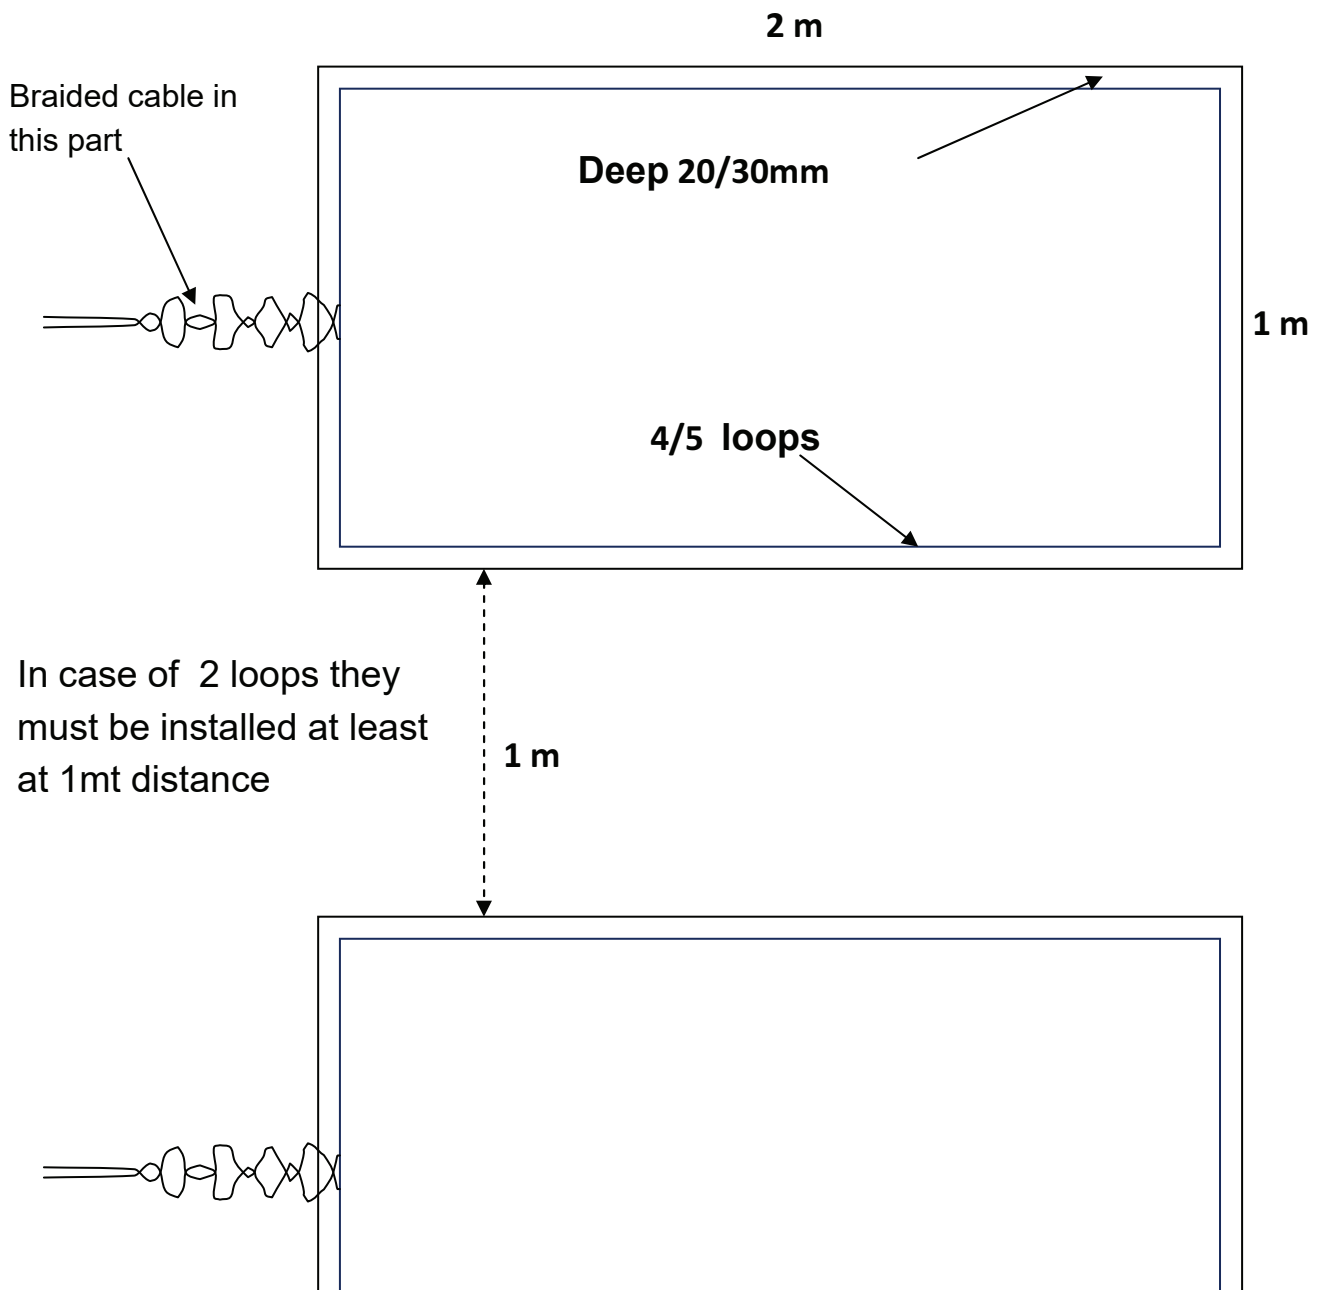 2 m
Braided cable in
this part
Deep 20/30mm
1 m
4/5  loops
In case of  2 loops they
must be installed at least
at 1mt distance
1 m